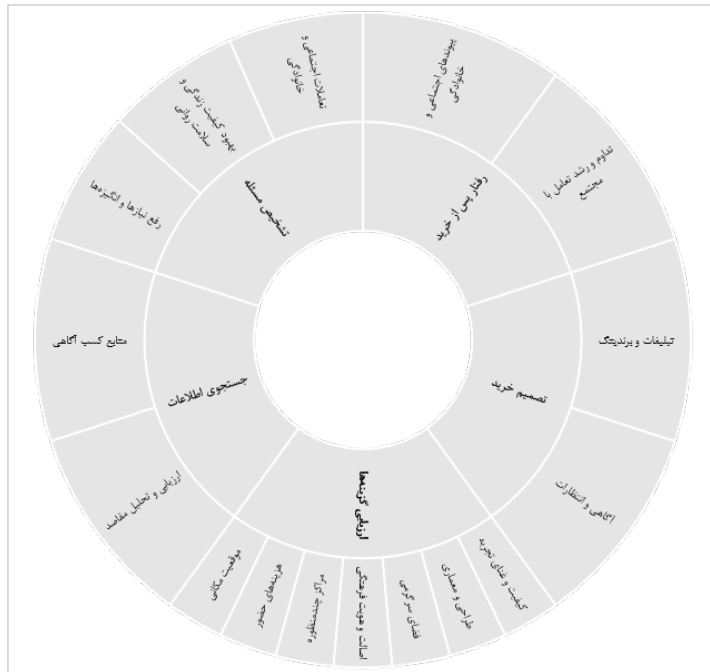 پیوندهای اجتماعی و
خانوادگی
تداوم و رشد تعامل با
مجتمع
رفتار پس از خرید
تبلیغات و برندینگ
آگاهی و انتظارات
تصمیم خرید
کیفیت و غنای تجربه
طراحی و معماری
فضای سرگرمی
اصالت و هویت فرهنگی
مراکز چندمنظوره
هزینه‌های حضور
موقعیت مکانی
ارزیابی گزینه‌ها
ارزیابی و تحلیل مقاصد
منابع کسب آگاهی
جستجوی اطلاعات
رفع نیازها و انگیزه‌ها
بهبود کیفیت زندگی و
سلامت روانی
تعاملات اجتماعی و
خانوادگی
تشخیص مسئله